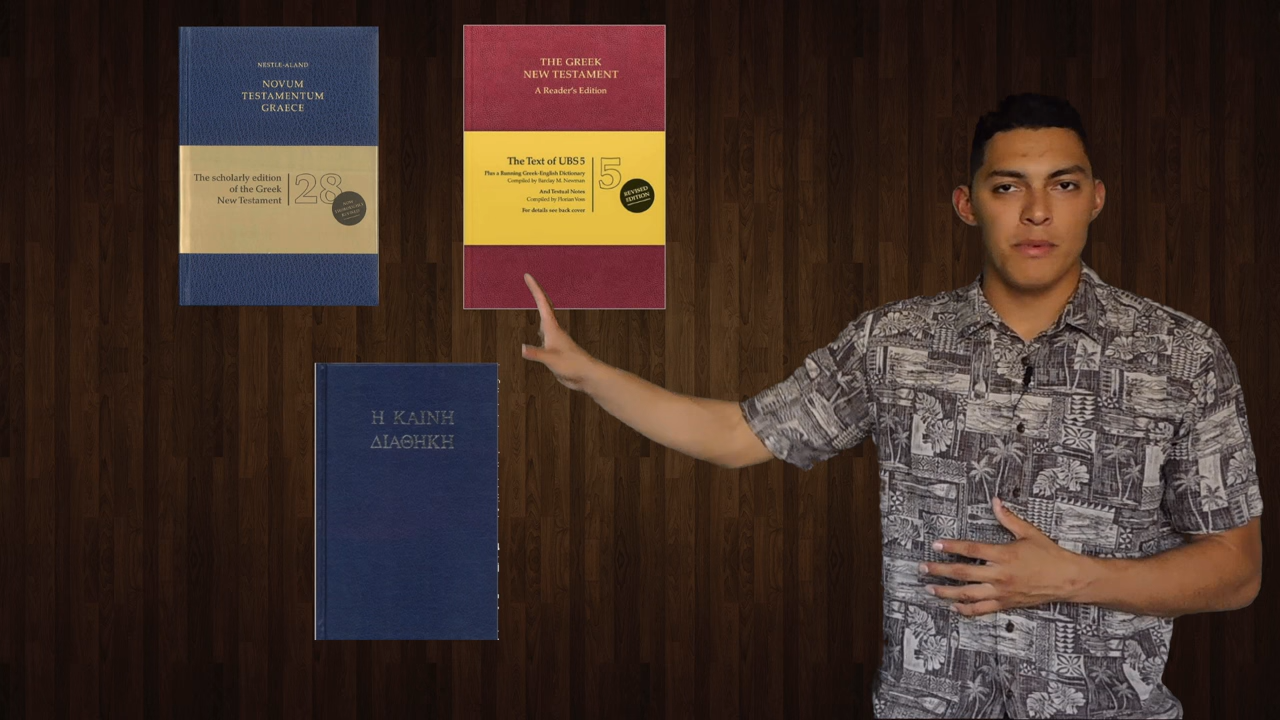 NESTLE-ALAND
NOVUM
TESTAMENTUM
GRAECE
The scholarly edition
of the Greek
New Testament
28
THE GREEK
NEW TESTAMENT
A Reader's Edition
The Text of UBS 5
Plus a Running Greek-English Dictionary
Compiled by Barclay M. Newman
And Textual Notes
Compiled by Florian Voss
For details see back cover
5
REVISED
EDITION
Η ΚΑΙΝΗ
ΔΙΑΘΗΚΗ